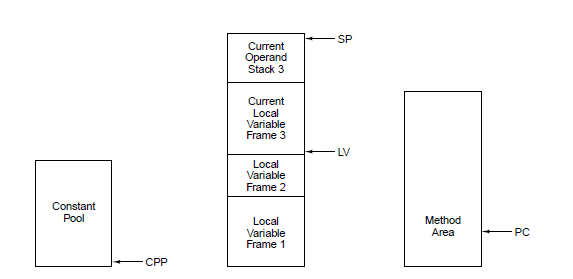 Constant
Pool
CPP
Current
Operand
Stack 3
SP
Current
Local
Variable
Frame 3
LV
Local
Variable
Frame 2
Local
Variable
Frame 1
Method
Area
PC